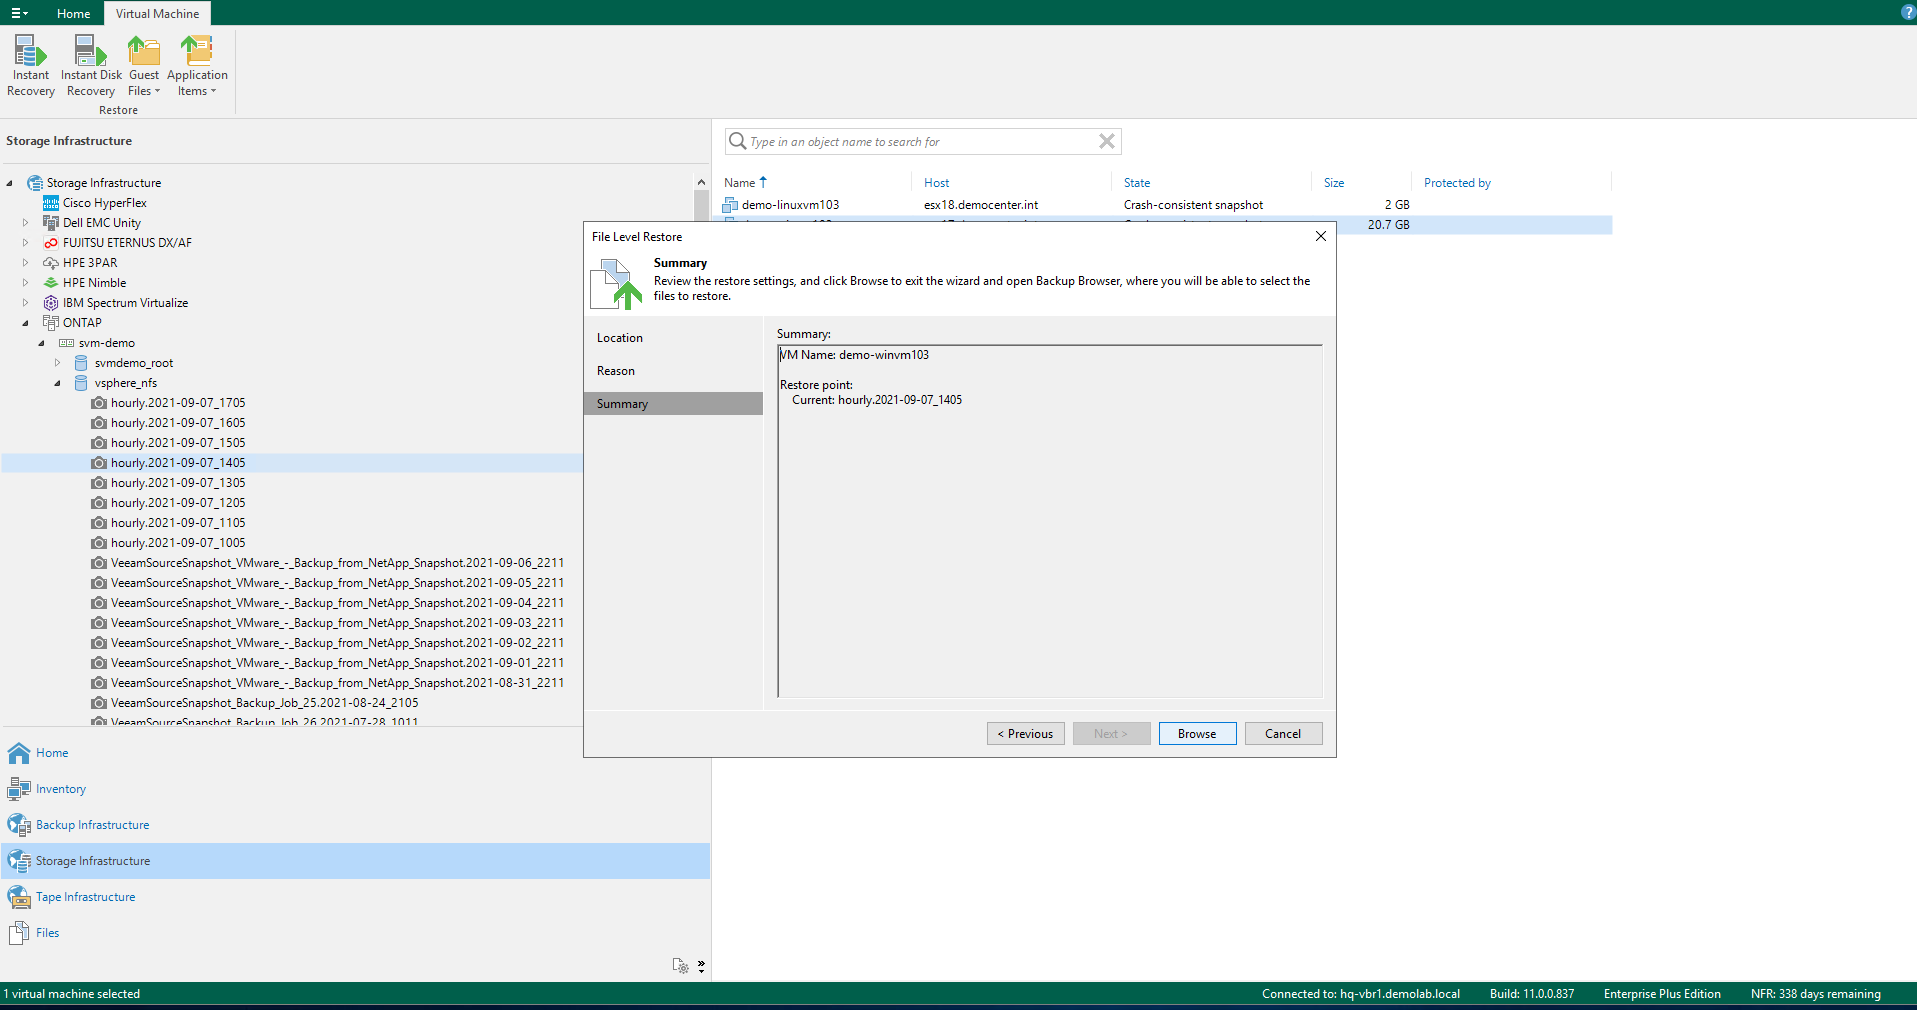 Home
Virtual Machine
?
Instant
Recovery
Instant Disk
Recovery
Guest
Files
Application
Items
Restore
Storage Infrastructure
Storage Infrastructure
Cisco HyperFlex
Dell EMC Unity
FUJITSU ETERNUS DX/AF
HPE 3PAR
HPE Nimble
IBM Spectrum Virtualize
ONTAP
svm-demo
svmdemo_root
vsphere_nfs
hourly.2021-09-07_1705
hourly.2021-09-07_1605
hourly.2021-09-07_1505
hourly.2021-09-07_1405
hourly.2021-09-07_1305
hourly.2021-09-07_1205
hourly.2021-09-07_1105
hourly.2021-09-07_1005
VeeamSourceSnapshot_VMware_-_Backup_from_NetApp_Snapshot.2021-09-06_2211
VeeamSourceSnapshot_VMware_-_Backup_from_NetApp_Snapshot.2021-09-05_2211
VeeamSourceSnapshot_VMware_-_Backup_from_NetApp_Snapshot.2021-09-04_2211
VeeamSourceSnapshot_VMware_-_Backup_from_NetApp_Snapshot.2021-09-03_2211
VeeamSourceSnapshot_VMware_-_Backup_from_NetApp_Snapshot.2021-09-02_2211
VeeamSourceSnapshot_VMware_-_Backup_from_NetApp_Snapshot.2021-09-01_2211
VeeamSourceSnapshot_VMware_-_Backup_from_NetApp_Snapshot.2021-08-31_2211
VeeamSourceSnapshot_Backup_Job_25.2021-08-24_2105
VeeamSourceSnapshot_Backup_Job_26.2021-07-28_1011
Home
Inventory
Backup Infrastructure
Storage Infrastructure
Tape Infrastructure
Files
Type in an object name to search for
Name Host State Size Protected by
demo-linuxvm103 esx18.democenter.int Crash-consistent snapshot 2 GB
20.7 GB
File Level Restore
Summary
Review the restore settings, and click Browse to exit the wizard and open Backup Browser, where you will be able to select the
files to restore.
Location
Reason
Summary
Summary:
VM Name: demo-winvm103
Restore point:
Current: hourly.2021-09-07_1405
< Previous
Next >
Browse
Cancel
1 virtual machine selected
Connected to: hq-vbr1.demolab.local
Build: 11.0.0.837
Enterprise Plus Edition
NFR: 338 days remaining